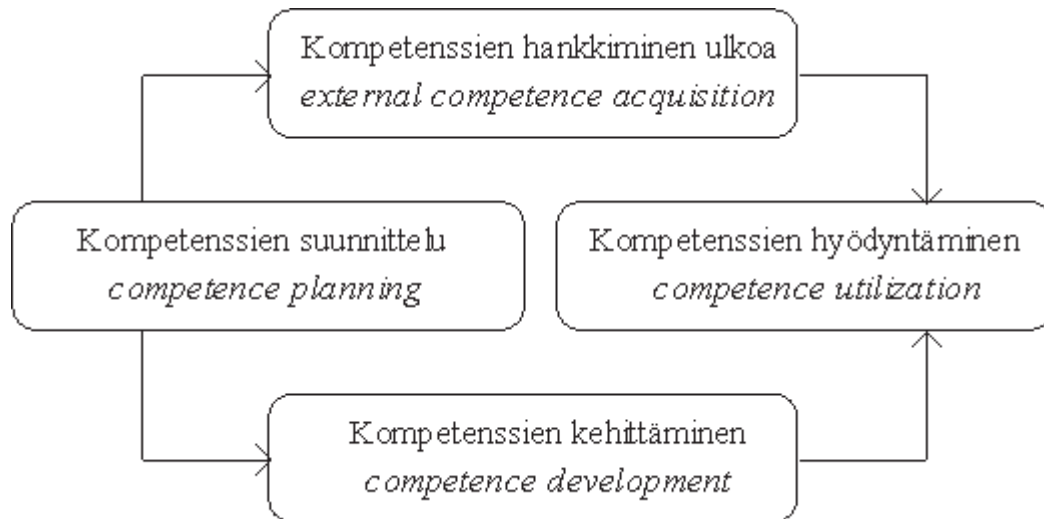 Kompetenssien hankkiminen ulkoa
external competence acquisition
Kompetenssien suunnittelu
competence planning
Kompetenssien hyödyntäminen
competence utilization
Kompetenssien kehittäminen
competence development